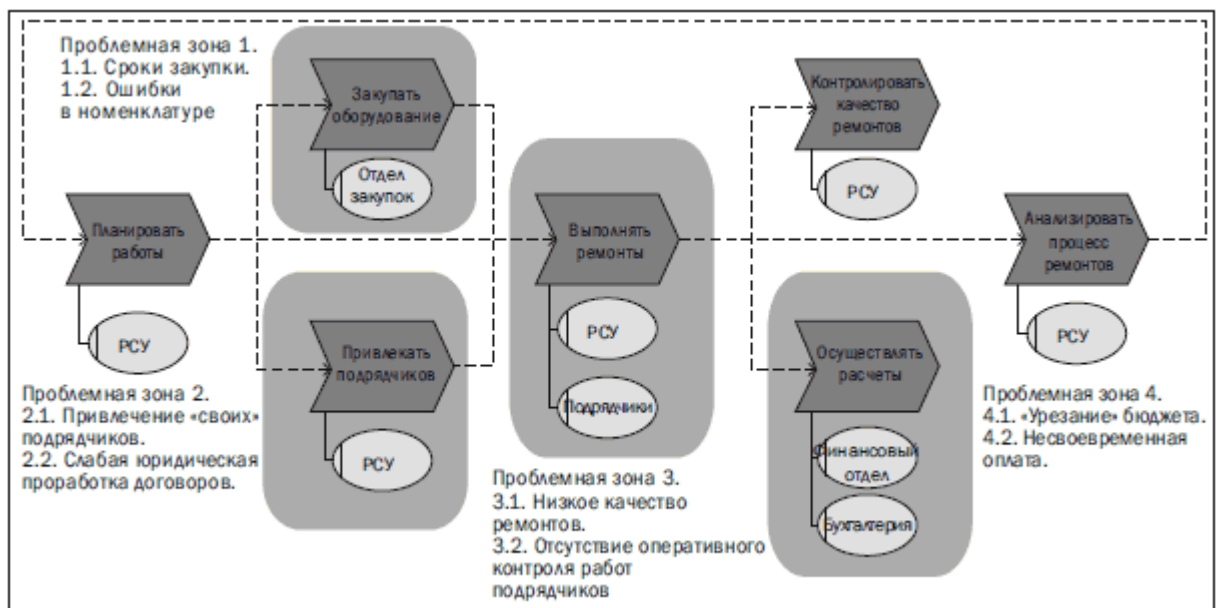 Проблемная зона 1.
1.1. Сроки закупки.
1.2. Ошибки
в номенклатуре
Закупать
оборудование
Отдел
закупок
Контролировать
качество
ремонтов
РСУ
Планировать
работы
РСУ
Выполнять
ремонты
РСУ
Подрядчики
Анализировать
процесс
ремонтов
РСУ
Привлекать
подрядчиков
РСУ
Осуществлять
расчеты
Финансовый
отдел
Бухгалтерия
Проблемная зона 2.
2.1. Привлечение «своих»
подрядчиков.
2.2. Слабая юридическая
проработка договоров.
Проблемная зона 3.
3.1. Низкое качество
ремонтов.
3.2. Отсутствие оперативного
контроля работ
подрядчиков
Проблемная зона 4.
4.1. «Урезание» бюджета.
4.2. Несвоевременная
оплата.